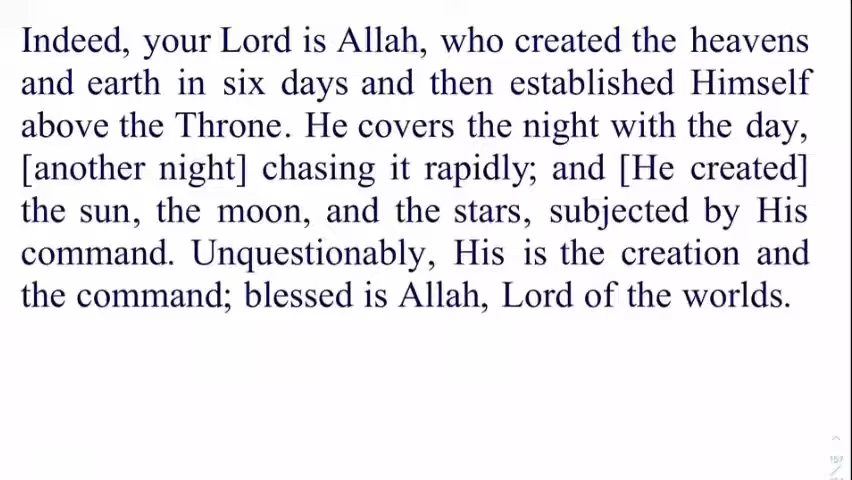 Indeed, your Lord is Allah, who created the heavens
and earth in six days and then established Himself
above the Throne. He covers the night with the day,
[another night] chasing it rapidly; and [He created]
the sun, the moon, and the stars, subjected by His
command. Unquestionably, His is the creation and
the command; blessed is Allah, Lord of the worlds.